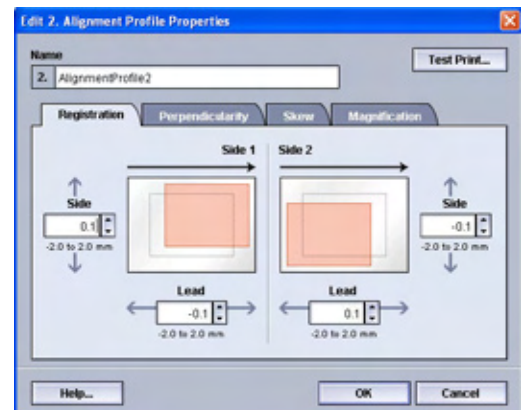 Edit 2. Alignment Profile Properties
Name
2. AlignmentProfile2
Test Print...
Registration Perpendicularity Skew Magnification
Side 1 Side 2
Side Side
0.1 -0.1
-2.0 to 2.0 mm -2.0 to 2.0 mm
Lead Lead
-0.1 0.1
-2.0 to 2.0 mm -2.0 to 2.0 mm
Help... OK Cancel